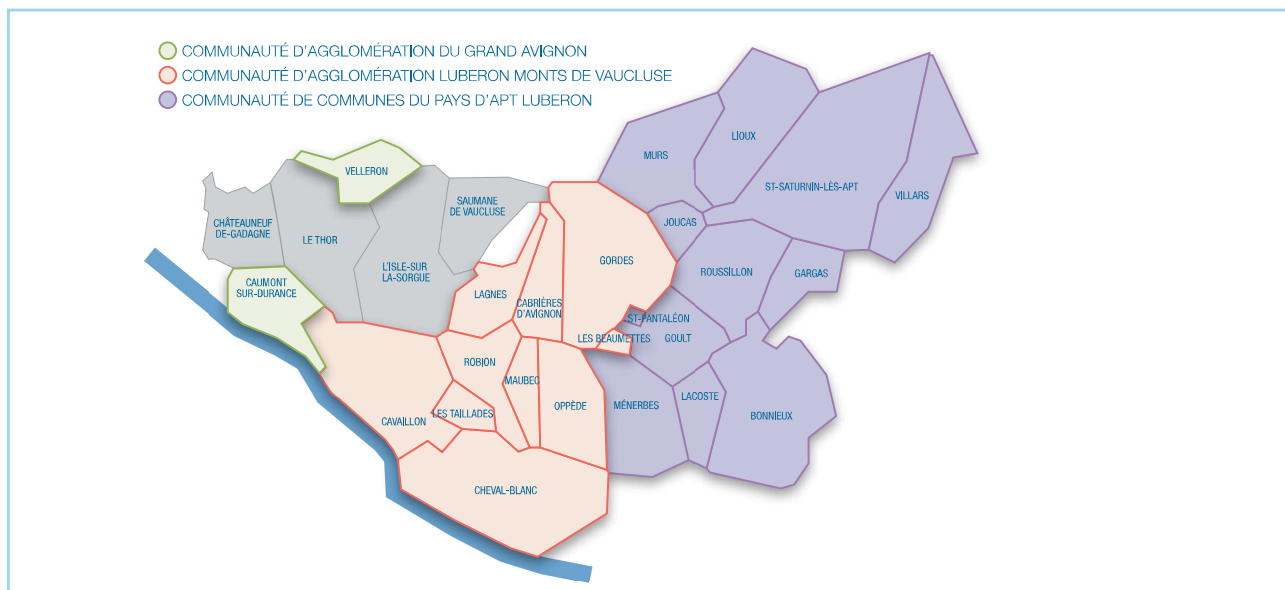 COMMUNAUTÉ D'AGGLOMÉRATION DU GRAND AVIGNON
COMMUNAUTÉ D'AGGLOMÉRATION LUBERON MONTS DE VAUCLUSE
COMMUNAUTÉ DE COMMUNES DU PAYS D'APT LUBERON
LIOUX
MURS
VELLERON
ST-SATURNIN-LÈS-APT
VILLARS
SAUMANE
DE VAUCLUSE
CHÂTEAUNEUF
DE-GADAGNE
JOUCAS
LE THOR
GORDES
L'ISLE-SUR
LA-SORGUE
ROUSSILLON
GARGAS
CAUMONT
SUR-DURANCE
LAGNES
CABRIÈRES
D'AVIGNON
ST-PANTALÉON
LES BEAUMETTES
GOULT
ROBION
MAUBEC
OPPÈDE
MÉNERBES
LACOSTE
LES TAILLADES
BONNIEUX
CAVAILLON
CHEVAL-BLANC